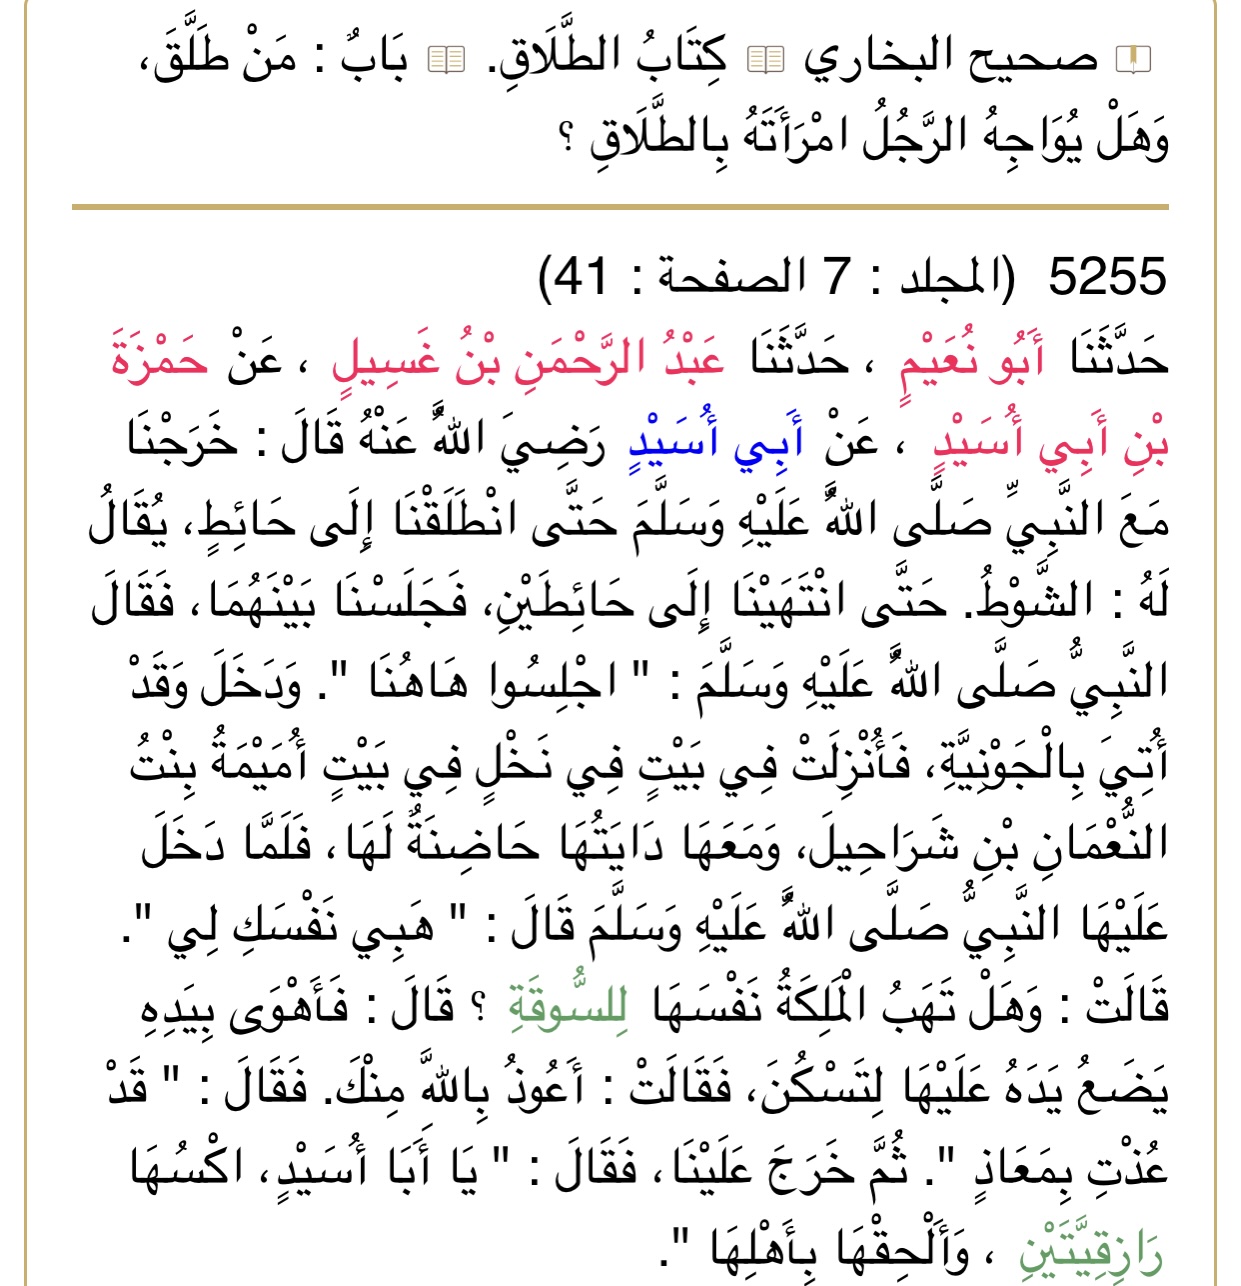 صحيح البخاري كِتَابُ الطَّلَاقِ. بَابٌ : مَنْ طَلَّقَ،
وَهَلْ يُوَاجِهُ الرَّجُلُ امْرَأَتَهُ بِالطَّلَاقِ ؟
5255 (المجلد : 7 الصفحة : 41)
حَدَّثَنَا أَبُو نُعَيْمٍ ، حَدَّثَنَا عَبْدُ الرَّحْمَنِ بْنُ غَسِيلٍ ، عَنْ حَمْزَةَ
بْنِ أَبِي أُسَيْدٍ ، عَنْ أَبِي أُسَيْدٍ رَضِيَ اللَّهُ عَنْهُ قَالَ : خَرَجْنَا
مَعَ النَّبِيِّ صَلَّى اللَّهُ عَلَيْهِ وَسَلَّمَ حَتَّى انْطَلَقْنَا إِلَى حَائِطٍ، يُقَالُ
لَهُ : الشَّوْطُ. حَتَّى انْتَهَيْنَا إِلَى حَائِطَيْنِ، فَجَلَسْنَا بَيْنَهُمَا، فَقَالَ
النَّبِيُّ صَلَّى اللَّهُ عَلَيْهِ وَسَلَّمَ : " اجْلِسُوا هَاهُنَا ". وَدَخَلَ وَقَدْ
أُتِيَ بِالْجَوْنِيَّةِ، فَأُنْزِلَتْ فِي بَيْتٍ فِي نَخْلٍ فِي بَيْتٍ أُمَيْمَةُ بِنْتُ
النُّعْمَانِ بْنِ شَرَاحِيلَ، وَمَعَهَا دَايَتُهَا حَاضِنَةٌ لَهَا، فَلَمَّا دَخَلَ
عَلَيْهَا النَّبِيُّ صَلَّى اللَّهُ عَلَيْهِ وَسَلَّمَ قَالَ : " هَبِي نَفْسَكِ لِي ".
قَالَتْ : وَهَلْ تَهَبُ الْمَلِكَةُ نَفْسَهَا لِلسُّوقَةِ ؟ قَالَ : فَأَهْوَى بِيَدِهِ
يَضَعُ يَدَهُ عَلَيْهَا لِتَسْكُنَ، فَقَالَتْ : أَعُوذُ بِاللَّهِ مِنْكَ. فَقَالَ : " قَدْ
عُذْتِ بِمَعَاذٍ ". ثُمَّ خَرَجَ عَلَيْنَا، فَقَالَ : " يَا أَبَا أُسَيْدٍ، اكْسُهَا
رَازِقِيَّتَيْنِ ، وَأَلْحِقْهَا بِأَهْلِهَا ".